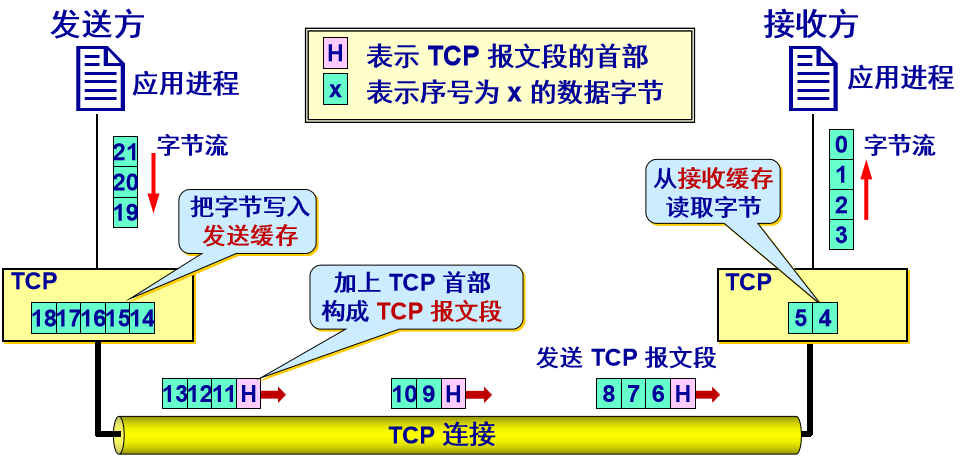 发送方
接收方
H 表示 TCP 报文段的首部
x 表示序号为 x 的数据字节
应用进程
应用进程
21
20
19
字节流
0
1
2
3
字节流
把字节写入
发送缓存
从接收缓存
读取字节
TCP
18 17 16 15 14
加上 TCP 首部
构成 TCP 报文段
TCP
5 4
发送 TCP 报文段
13 12 11 H
10 9 H
8 7 6 H
TCP 连接